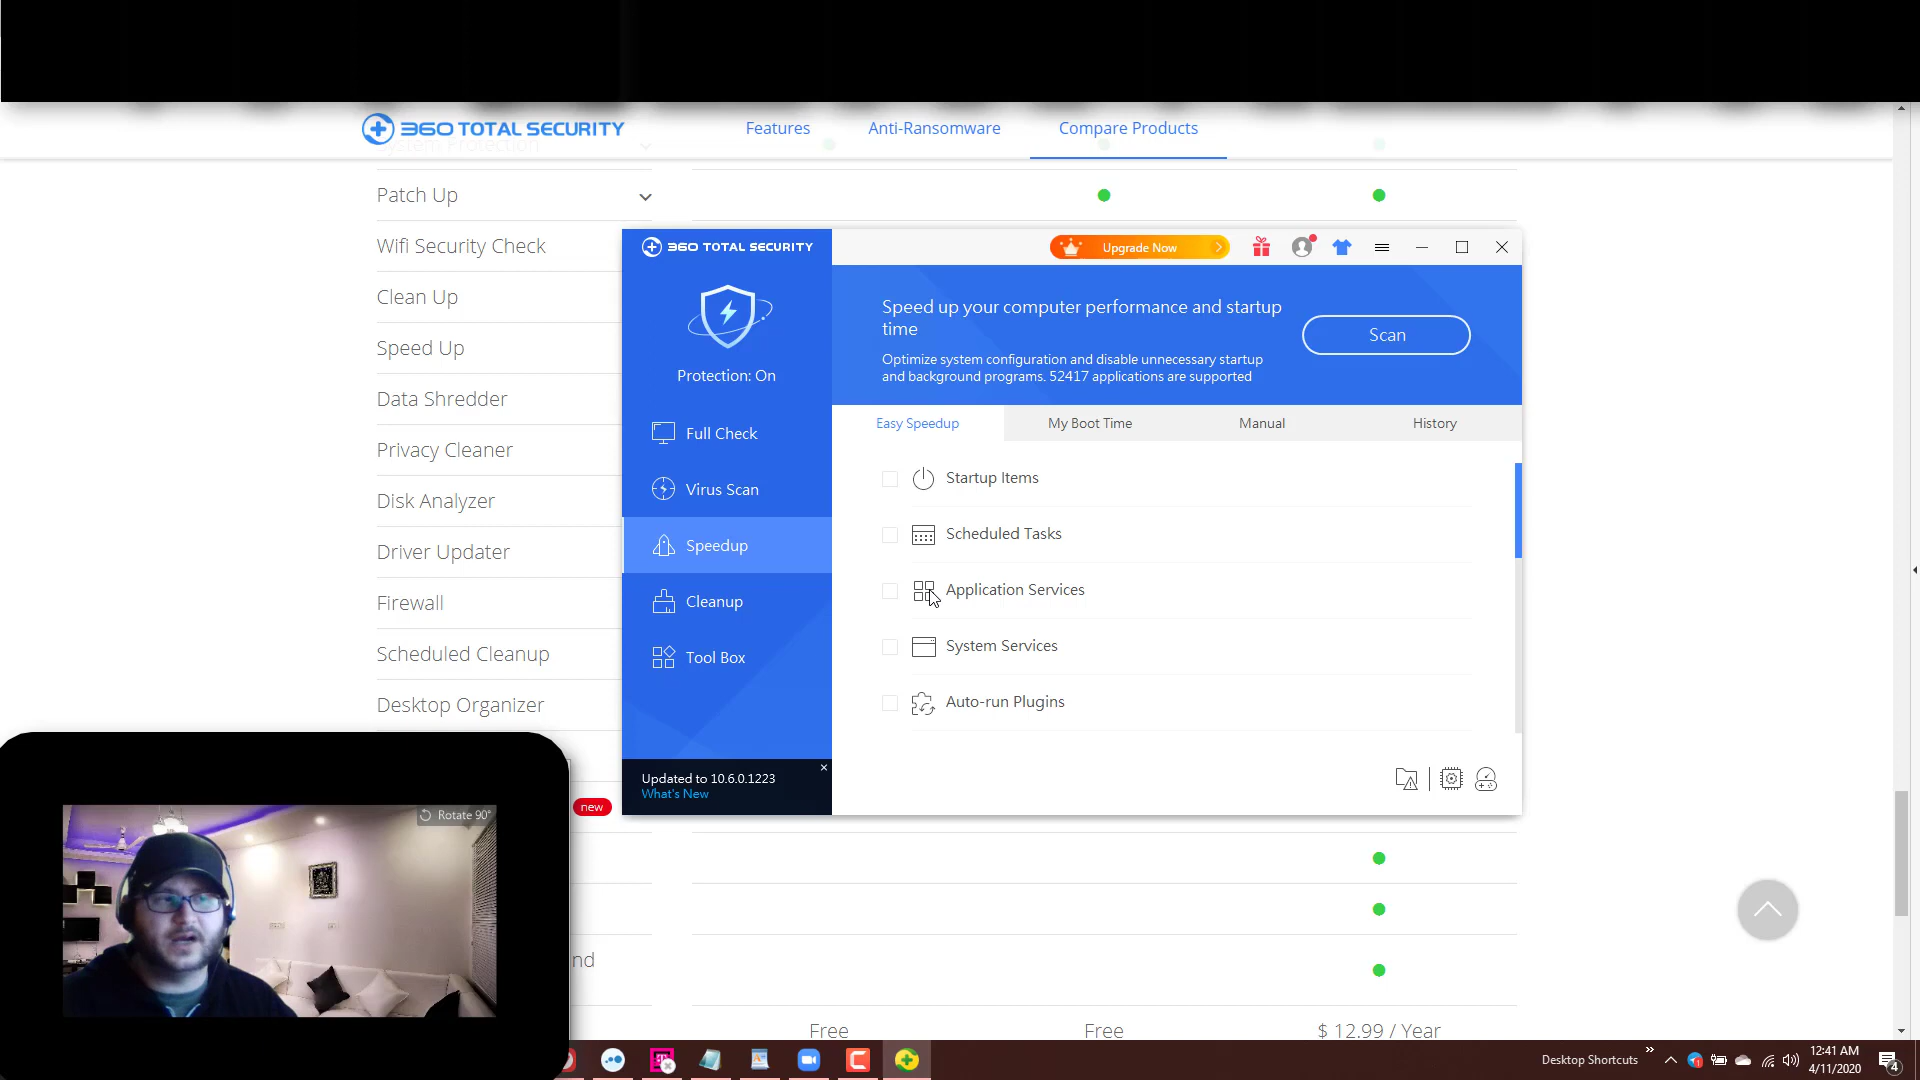 360 TOTAL SECURITY
Features
Anti-Ransomware
Compare Products
System Protection
Patch Up
Wifi Security Check
Clean Up
Speed Up
Data Shredder
Privacy Cleaner
Disk Analyzer
Driver Updater
Firewall
Scheduled Cleanup
Desktop Organizer
new
nd
Free
Free
$ 12.99 / Year
360 TOTAL SECURITY
Upgrade Now
Protection: On
Full Check
Virus Scan
Speedup
Cleanup
Tool Box
Updated to 10.6.0.1223
What's New
Speed up your computer performance and startup
time
Optimize system configuration and disable unnecessary startup
and background programs. 52417 applications are supported
Scan
Easy Speedup
My Boot Time
Manual
History
Startup Items
Scheduled Tasks
Application Services
System Services
Auto-run Plugins
Rotate 90°
Desktop Shortcuts
12:41 AM
4/11/2020
4